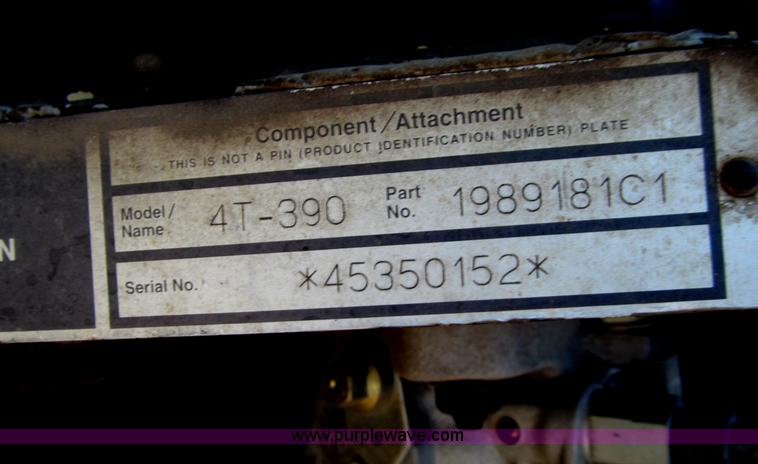 Component/Attachment
THIS IS NOT A PIN (PRODUCT IDENTIFICATION NUMBER) PLATE
Model/ Name 4T-390 Part No. 1989181C1
Serial No. *45350152*
N
www.purplewave.com